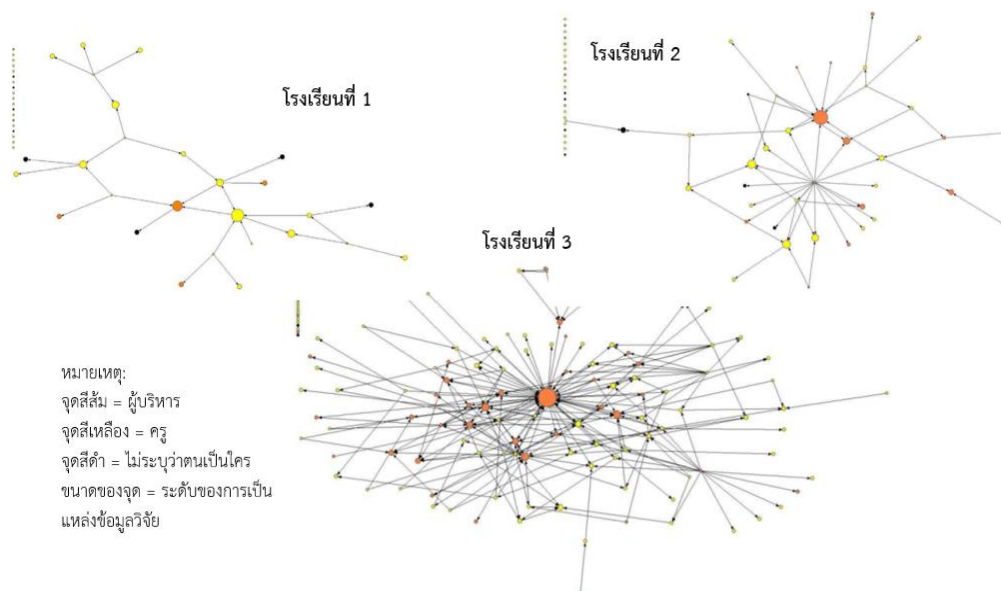 โรงเรียนที่ 1
โรงเรียนที่ 2
โรงเรียนที่ 3
หมายเหตุ:
จุดสีส้ม = ผู้บริหาร
จุดสีเหลือง = ครู
จุดสีดำ = ไม่ระบุว่าตนเป็นใคร
ขนาดของจุด = ระดับของการเป็น
แหล่งข้อมูลวิจัย